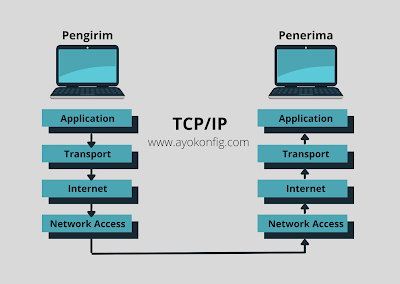 Pengirim
Penerima
Application
Transport
Internet
Network Access
TCP/IP
www.ayokonfig.com
Application
Transport
Internet
Network Access